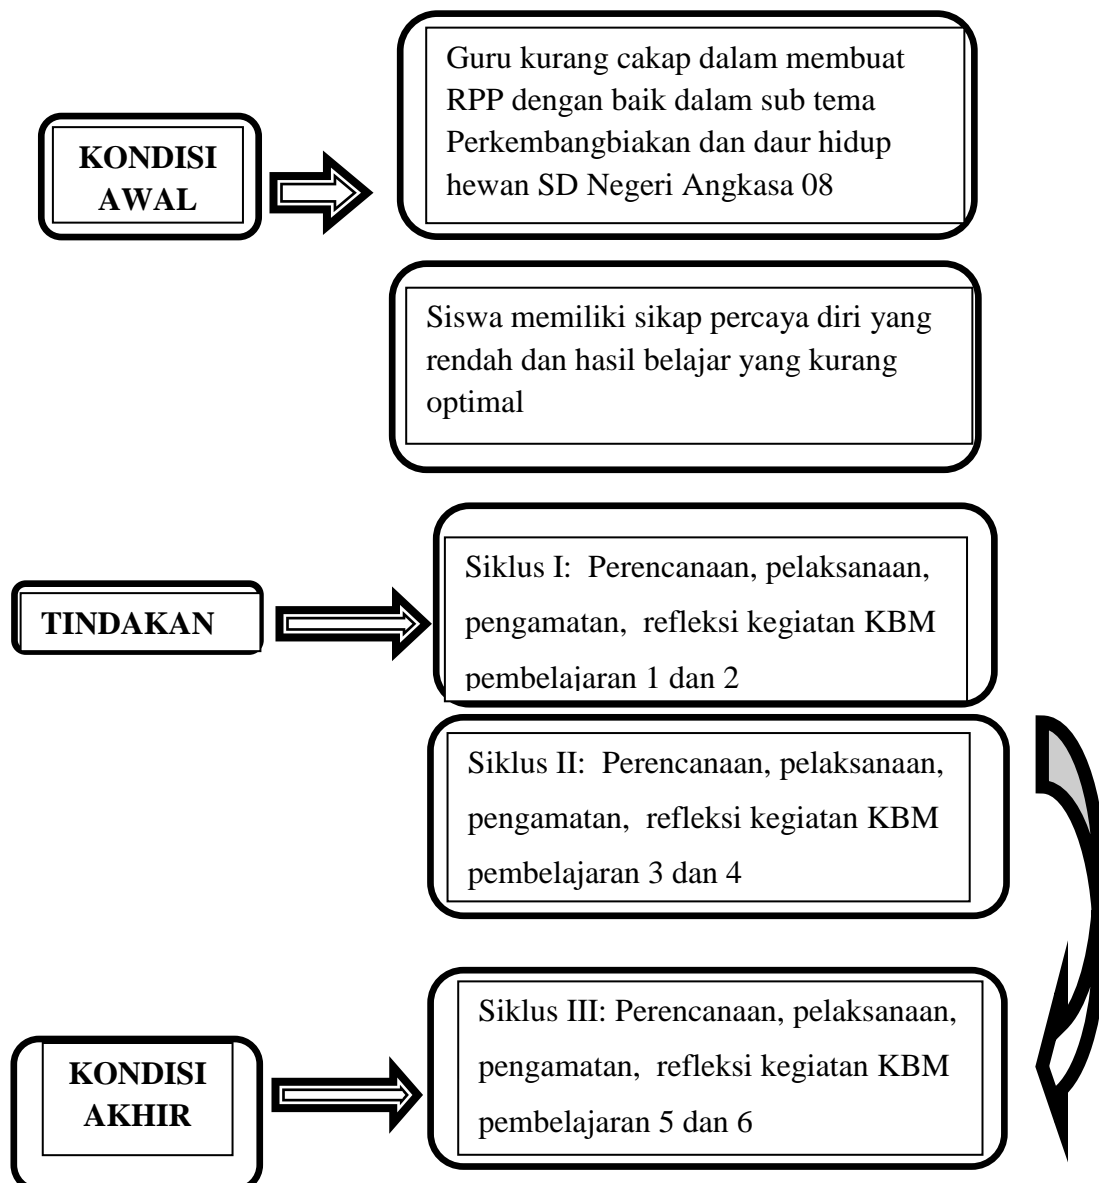 KONDISI
AWAL
Guru kurang cakap dalam membuat
RPP dengan baik dalam sub tema
Perkembangbiakan dan daur hidup
hewan SD Negeri Angkasa 08
Siswa memiliki sikap percaya diri yang
rendah dan hasil belajar yang kurang
optimal
TINDAKAN
Siklus I:  Perencanaan, pelaksanaan,
pengamatan,  refleksi kegiatan KBM
pembelajaran 1 dan 2
Siklus II:  Perencanaan, pelaksanaan,
pengamatan,  refleksi kegiatan KBM
pembelajaran 3 dan 4
KONDISI
AKHIR
Siklus III: Perencanaan, pelaksanaan,
pengamatan,  refleksi kegiatan KBM
pembelajaran 5 dan 6